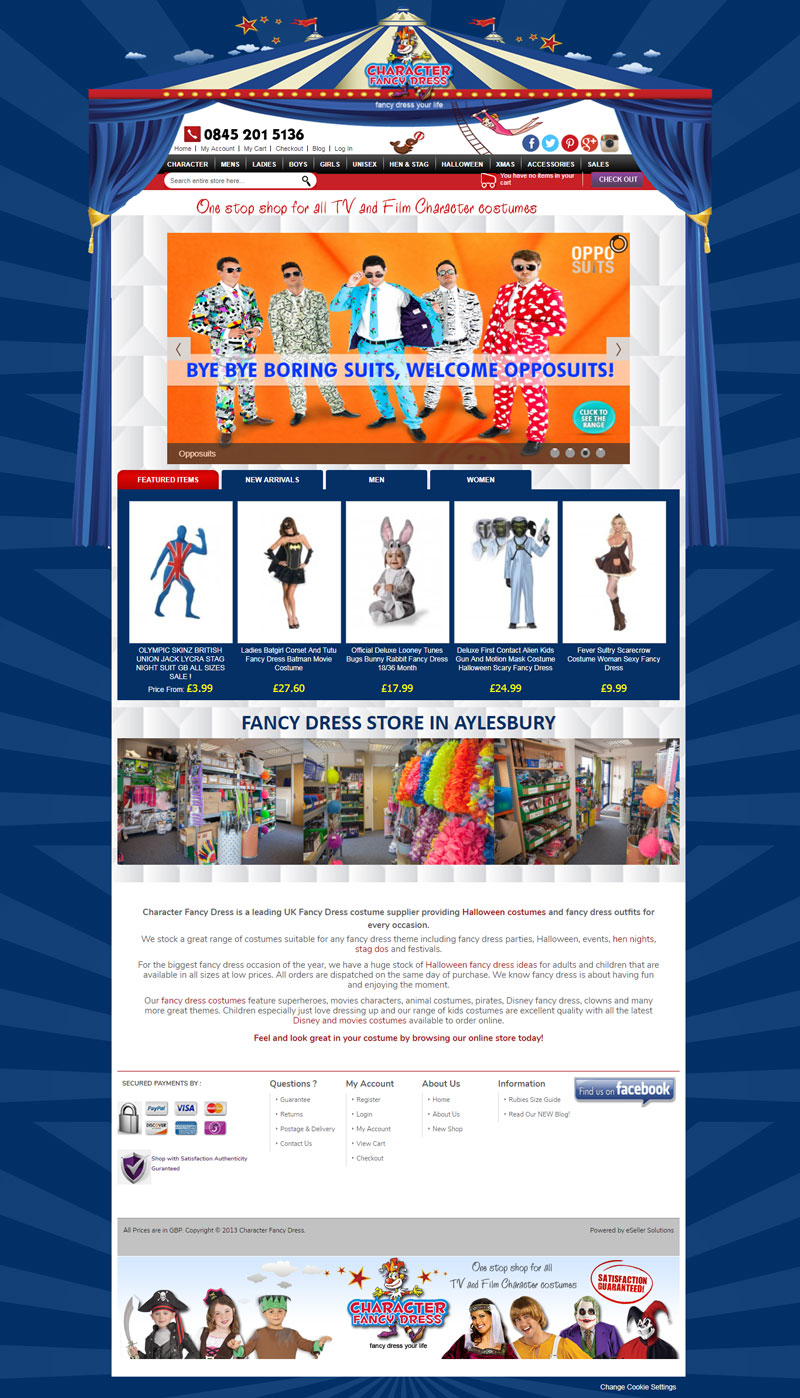 CHARACTER
FANCY DRESS
fancy dress your life
0845 201 5136
Home | My Account | My Cart | Checkout | Blog | Log In
CHARACTER MENS LADIES BOYS GIRLS UNISEX HEN & STAG HALLOWEEN XMAS ACCESSORIES SALES
Search entire store here...
You have no items in your
cart
CHECK OUT
One stop shop for all TV and Film Character costumes
OPPO
SUITS
BYE BYE BORING SUITS, WELCOME OPPOSUITS!
CLICK TO
SEE THE
RANGE
Opposuits
FEATURED ITEMS NEW ARRIVALS MEN WOMEN
OLYMPIC SKINZ BRITISH
UNION JACK LYCRA STAG
NIGHT SUIT GB ALL SIZES
SALE !
Price From: £3.99
Ladies Batgirl Corset And Tutu
Fancy Dress Batman Movie
Costume
£27.60
Official Deluxe Looney Tunes
Bugs Bunny Rabbit Fancy Dress
18/36 Month
£17.99
Deluxe First Contact Alien Kids
Gun And Motion Mask Costume
Halloween Scary Fancy Dress
£24.99
Fever Sultry Scarecrow
Costume Woman Sexy Fancy
Dress
£9.99
FANCY DRESS STORE IN AYLESBURY
Character Fancy Dress is a leading UK Fancy Dress costume supplier providing Halloween costumes and fancy dress outfits for
every occasion.
We stock a great range of costumes suitable for any fancy dress theme including fancy dress parties, Halloween, events, hen nights,
stag dos and festivals.
For the biggest fancy dress occasion of the year, we have a huge stock of Halloween fancy dress ideas for adults and children that are
available in all sizes at low prices. All orders are dispatched on the same day of purchase. We know fancy dress is about having fun
and enjoying the moment.
Our fancy dress costumes feature superheroes, movies characters, animal costumes, pirates, Disney fancy dress, clowns and many
more great themes. Children especially just love dressing up and our range of kids costumes are excellent quality with all the latest
Disney and movies costumes available to order online.
Feel and look great in your costume by browsing our online store today!
SECURED PAYMENTS BY :
PayPal VISA MasterCard
DISCOVER
Shop with Satisfaction Authenticity
Guranteed
Questions ?
Guarantee
Returns
Postage & Delivery
Contact Us
My Account
Register
Login
My Account
View Cart
Checkout
About Us
Home
About Us
New Shop
Information
Rubies Size Guide
Read Our NEW Blog!
Find us on facebook
All Prices are in GBP. Copyright © 2013 Character Fancy Dress.
Powered by eSeller Solutions
CHARACTER
FANCY DRESS
fancy dress your life
One stop shop for all
TV and Film Character costumes
SATISFACTION
GUARANTEED!
Change Cookie Settings